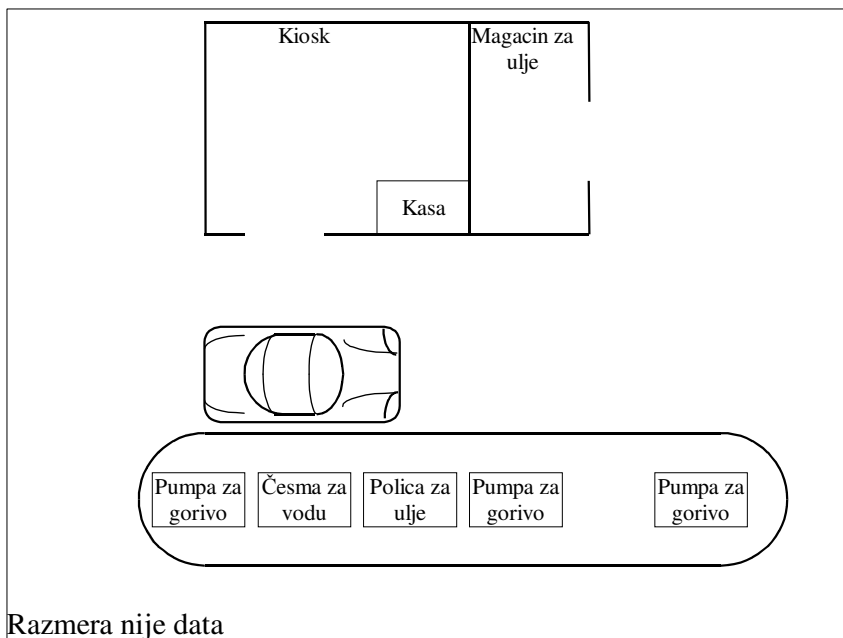 Kiosk
Magacin za
ulje
Kasa
Pumpa za
gorivo
Česma za
vodu
Polica za
ulje
Pumpa za
gorivo
Pumpa za
gorivo
Razmera nije data